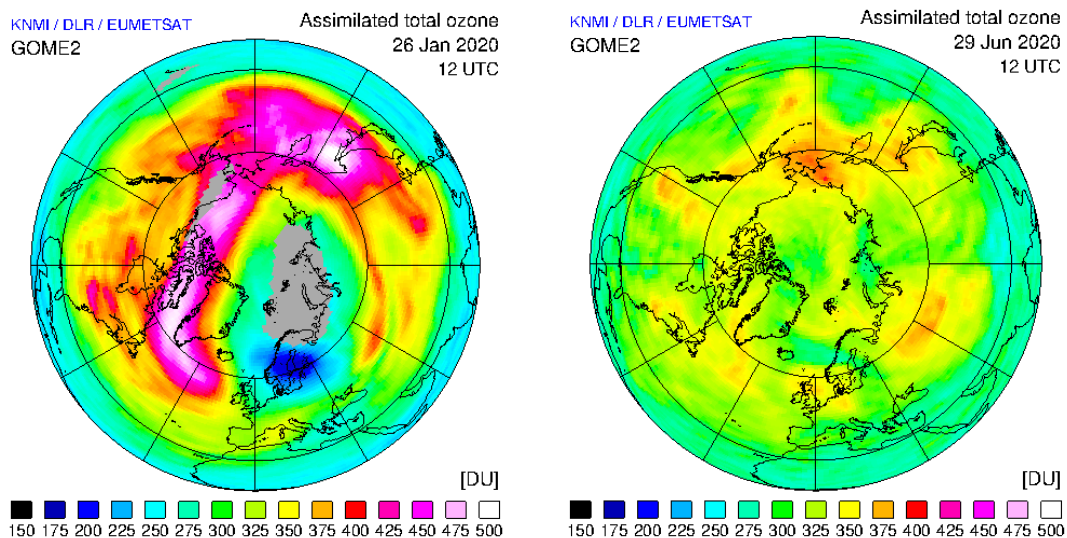 KNMI / DLR / EUMETSAT
GOME2
Assimilated total ozone
26 Jan 2020
12 UTC
[DU]
150 175 200 225 250 275 300 325 350 375 400 425 450 475 500
KNMI / DLR / EUMETSAT
GOME2
Assimilated total ozone
29 Jun 2020
12 UTC
[DU]
150 175 200 225 250 275 300 325 350 375 400 425 450 475 500